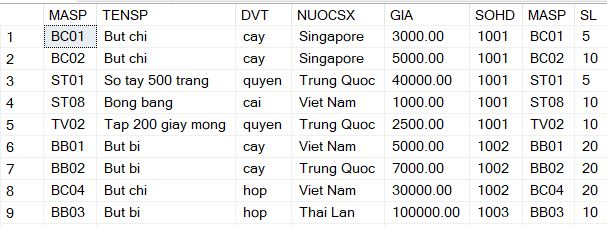 MASP TENSP DVT NUOCSX GIA SOHD MASP SL
1 BC01 But chi cay Singapore 3000.00 1001 BC01 5
2 BC02 But chi cay Singapore 5000.00 1001 BC02 10
3 ST01 So tay 500 trang quyen Trung Quoc 40000.00 1001 ST01 5
4 ST08 Bong bang cai Viet Nam 1000.00 1001 ST08 10
5 TV02 Tap 200 giay mong quyen Trung Quoc 2500.00 1001 TV02 10
6 BB01 But bi cay Viet Nam 5000.00 1002 BB01 20
7 BB02 But bi cay Trung Quoc 7000.00 1002 BB02 20
8 BC04 But chi hop Viet Nam 30000.00 1002 BC04 20
9 BB03 But bi hop Thai Lan 100000.00 1003 BB03 10